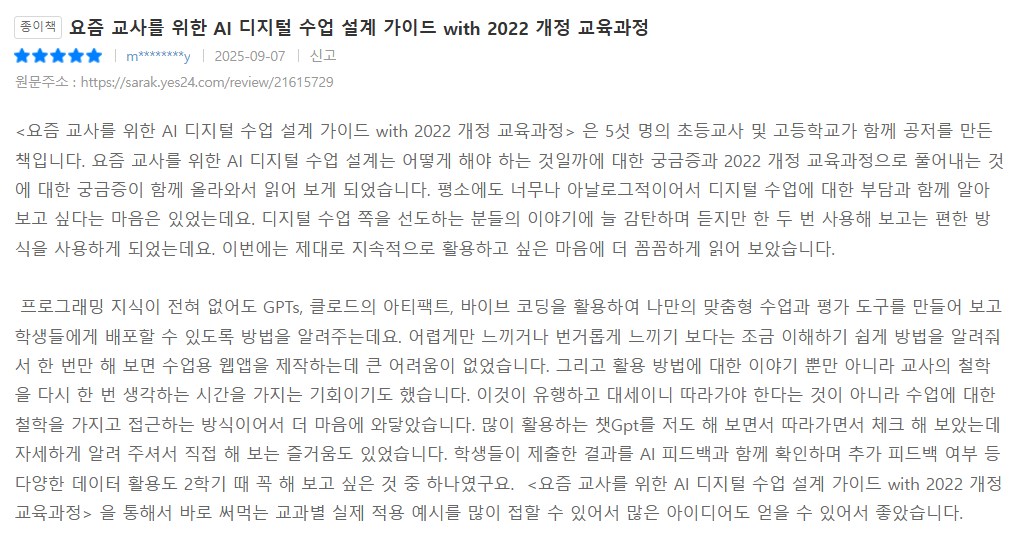 종이책 요즘 교사를 위한 AI 디지털 수업 설계 가이드 with 2022 개정 교육과정
m********y 2025-09-07 신고
원문주소 : https://sarak.yes24.com/review/21615729
<요즘 교사를 위한 AI 디지털 수업 설계 가이드 with 2022 개정 교육과정> 은 5섯 명의 초등교사 및 고등학교가 함께 공저를 만든
책입니다. 요즘 교사를 위한 AI 디지털 수업 설계는 어떻게 해야 하는 것일까에 대한 궁금증과 2022 개정 교육과정으로 풀어내는 것
에 대한 궁금증이 함께 올라와서 읽어 보게 되었습니다. 평소에도 너무나 아날로그적이어서 디지털 수업에 대한 부담과 함께 알아
보고 싶다는 마음은 있었는데요. 디지털 수업 쪽을 선도하는 분들의 이야기에 늘 감탄하며 듣지만 한 두 번 사용해 보고는 편한 방
식을 사용하게 되었는데요. 이번에는 제대로 지속적으로 활용하고 싶은 마음에 더 꼼꼼하게 읽어 보았습니다.
프로그래밍 지식이 전혀 없어도 GPTs, 클로드의 아티팩트, 바이브 코딩을 활용하여 나만의 맞춤형 수업과 평가 도구를 만들어 보고
학생들에게 배포할 수 있도록 방법을 알려주는데요. 어렵게만 느끼거나 번거롭게 느끼기 보다는 조금 이해하기 쉽게 방법을 알려줘
서 한 번만 해 보면 수업용 웹앱을 제작하는데 큰 어려움이 없었습니다. 그리고 활용 방법에 대한 이야기 뿐만 아니라 교사의 철학
을 다시 한 번 생각하는 시간을 가지는 기회이기도 했습니다. 이것이 유행하고 대세이니 따라가야 한다는 것이 아니라 수업에 대한
철학을 가지고 접근하는 방식이어서 더 마음에 와닿았습니다. 많이 활용하는 챗Gpt를 저도 해 보면서 따라가면서 체크 해 보았는데
자세하게 알려 주셔서 직접 해 보는 즐거움도 있었습니다. 학생들이 제출한 결과를 AI 피드백과 함께 확인하며 추가 피드백 여부 등
다양한 데이터 활용도 2학기 때 꼭 해 보고 싶은 것 중 하나였구요. <요즘 교사를 위한 AI 디지털 수업 설계 가이드 with 2022 개정
교육과정> 을 통해서 바로 써먹는 교과별 실제 적용 예시를 많이 접할 수 있어서 많은 아이디어도 얻을 수 있어서 좋았습니다.